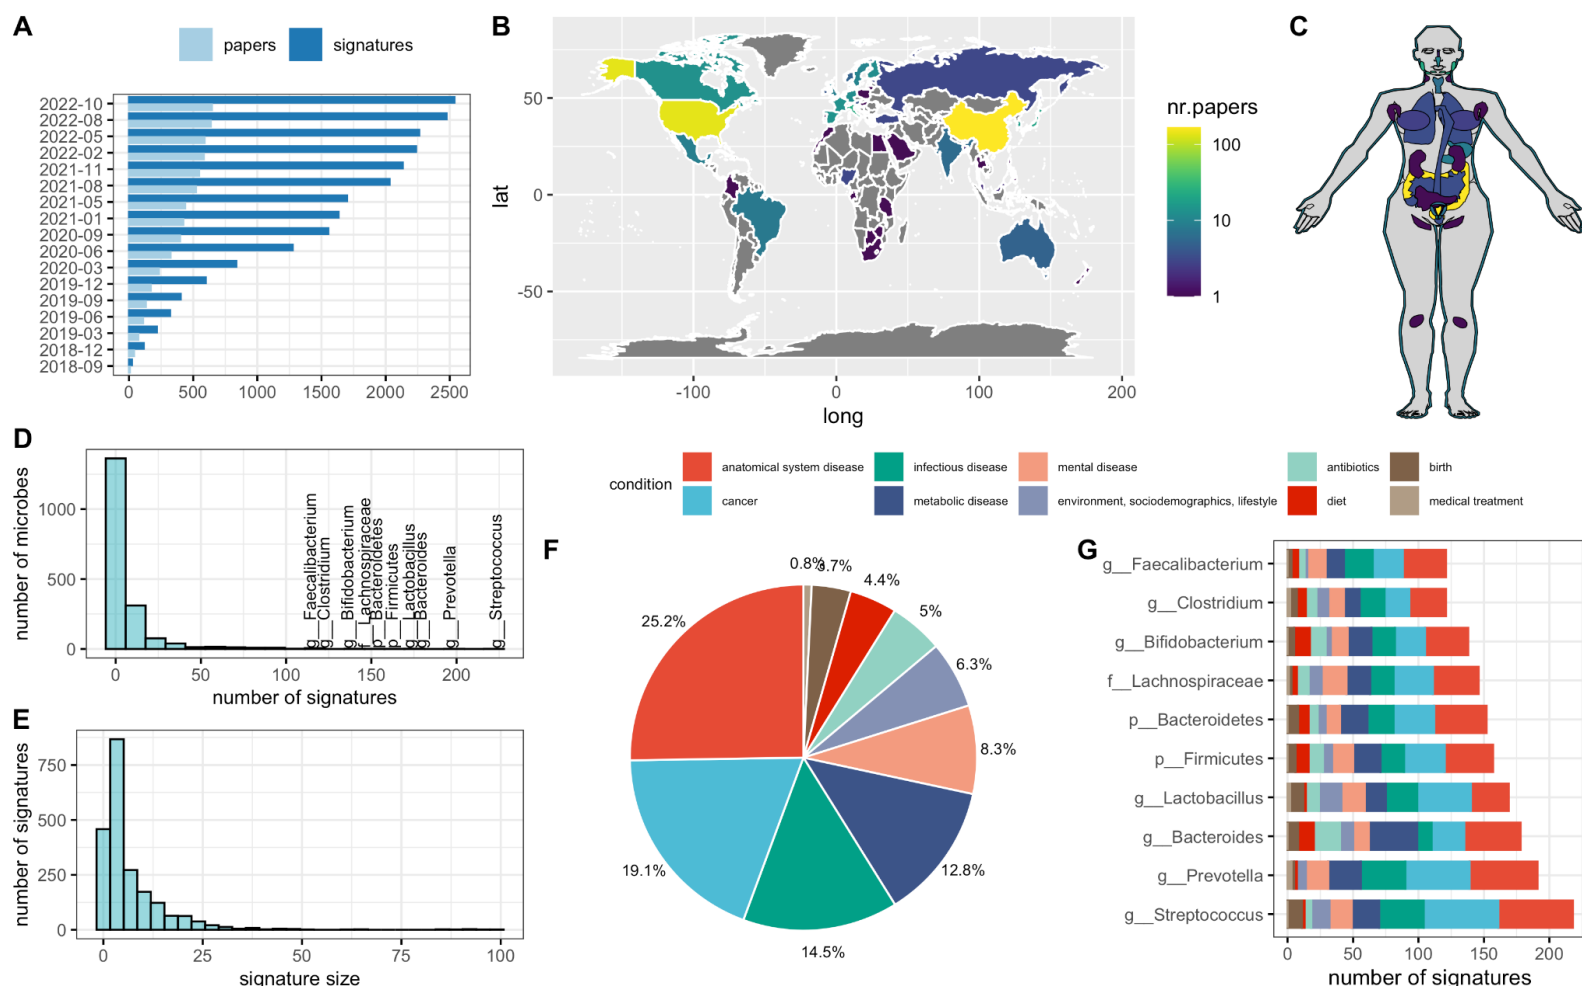 A
papers
signatures
2022-10
2022-08
2022-05
2022-02
2021-11
2021-08
2021-05
2021-01
2020-09
2020-06
2020-03
2019-12
2019-09
2019-06
2019-03
2018-12
2018-09
0
500
1000
1500
2000
2500
B
lat
50
0
-50
-100
0
100
200
long
nr.papers
100
10
1
C
D
number of microbes
1000
500
0
g__Faecalibacterium
g__Clostridium
g__Bifidobacterium
f__Lachnospiraceae
p__Bacteroidetes
p__Firmicutes
g__Lactobacillus
g__Bacteroides
g__Prevotella
g__Streptococcus
0
50
100
150
200
number of signatures
E
number of signatures
750
500
250
0
0
25
50
75
100
signature size
condition
anatomical system disease
cancer
infectious disease
metabolic disease
mental disease
environment, sociodemographics, lifestyle
antibiotics
diet
birth
medical treatment
F
0.8%
3.7%
4.4%
5%
6.3%
8.3%
12.8%
14.5%
19.1%
25.2%
G
g__Faecalibacterium
g__Clostridium
g__Bifidobacterium
f__Lachnospiraceae
p__Bacteroidetes
p__Firmicutes
g__Lactobacillus
g__Bacteroides
g__Prevotella
g__Streptococcus
0
50
100
150
200
number of signatures